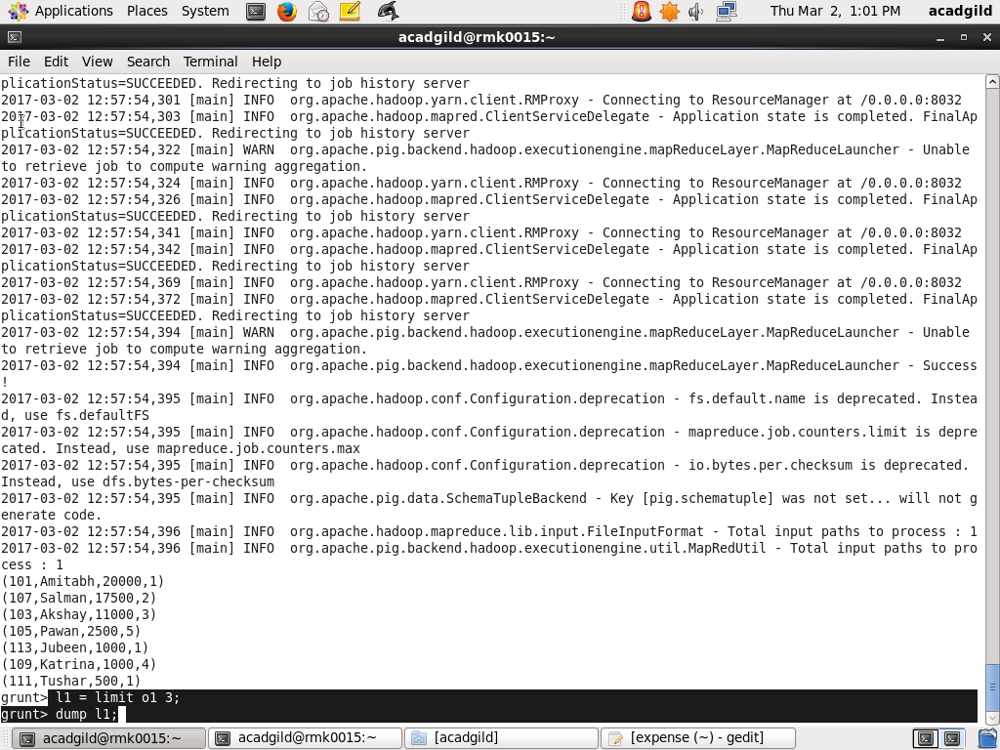 Applications Places System Thu Mar 2, 1:01 PM acadgild
acadgild@rmk0015:~
File Edit View Search Terminal Help
plicationStatus=SUCCEEDED. Redirecting to job history server
2017-03-02 12:57:54,301 [main] INFO  org.apache.hadoop.yarn.client.RMProxy - Connecting to ResourceManager at /0.0.0.0:8032
2017-03-02 12:57:54,303 [main] INFO  org.apache.hadoop.mapred.ClientServiceDelegate - Application state is completed. FinalAp
plicationStatus=SUCCEEDED. Redirecting to job history server
2017-03-02 12:57:54,322 [main] WARN  org.apache.pig.backend.hadoop.executionengine.mapReduceLayer.MapReduceLauncher - Unable
to retrieve job to compute warning aggregation.
2017-03-02 12:57:54,324 [main] INFO  org.apache.hadoop.yarn.client.RMProxy - Connecting to ResourceManager at /0.0.0.0:8032
2017-03-02 12:57:54,326 [main] INFO  org.apache.hadoop.mapred.ClientServiceDelegate - Application state is completed. FinalAp
plicationStatus=SUCCEEDED. Redirecting to job history server
2017-03-02 12:57:54,341 [main] INFO  org.apache.hadoop.yarn.client.RMProxy - Connecting to ResourceManager at /0.0.0.0:8032
2017-03-02 12:57:54,342 [main] INFO  org.apache.hadoop.mapred.ClientServiceDelegate - Application state is completed. FinalAp
plicationStatus=SUCCEEDED. Redirecting to job history server
2017-03-02 12:57:54,369 [main] INFO  org.apache.hadoop.yarn.client.RMProxy - Connecting to ResourceManager at /0.0.0.0:8032
2017-03-02 12:57:54,372 [main] INFO  org.apache.hadoop.mapred.ClientServiceDelegate - Application state is completed. FinalAp
plicationStatus=SUCCEEDED. Redirecting to job history server
2017-03-02 12:57:54,394 [main] WARN  org.apache.pig.backend.hadoop.executionengine.mapReduceLayer.MapReduceLauncher - Unable
to retrieve job to compute warning aggregation.
2017-03-02 12:57:54,394 [main] INFO  org.apache.pig.backend.hadoop.executionengine.mapReduceLayer.MapReduceLauncher - Success
!
2017-03-02 12:57:54,395 [main] INFO  org.apache.hadoop.conf.Configuration.deprecation - fs.default.name is deprecated. Instea
d, use fs.defaultFS
2017-03-02 12:57:54,395 [main] INFO  org.apache.hadoop.conf.Configuration.deprecation - mapreduce.job.counters.limit is depre
cated. Instead, use mapreduce.job.counters.max
2017-03-02 12:57:54,395 [main] INFO  org.apache.hadoop.conf.Configuration.deprecation - io.bytes.per.checksum is deprecated.
Instead, use dfs.bytes-per-checksum
2017-03-02 12:57:54,395 [main] INFO  org.apache.pig.data.SchemaTupleBackend - Key [pig.schematuple] was not set... will not g
enerate code.
2017-03-02 12:57:54,396 [main] INFO  org.apache.hadoop.mapreduce.lib.input.FileInputFormat - Total input paths to process : 1
2017-03-02 12:57:54,396 [main] INFO  org.apache.pig.backend.hadoop.executionengine.util.MapRedUtil - Total input paths to pro
cess : 1
(101,Amitabh,20000,1)
(107,Salman,17500,2)
(103,Akshay,11000,3)
(105,Pawan,2500,5)
(113,Jubeen,1000,1)
(109,Katrina,1000,4)
(111,Tushar,500,1)
grunt> l1 = limit o1 3;
grunt> dump l1;
acadgild@rmk0015:~ acadgild@rmk0015:~ [acadgild] [expense (~) - gedit]